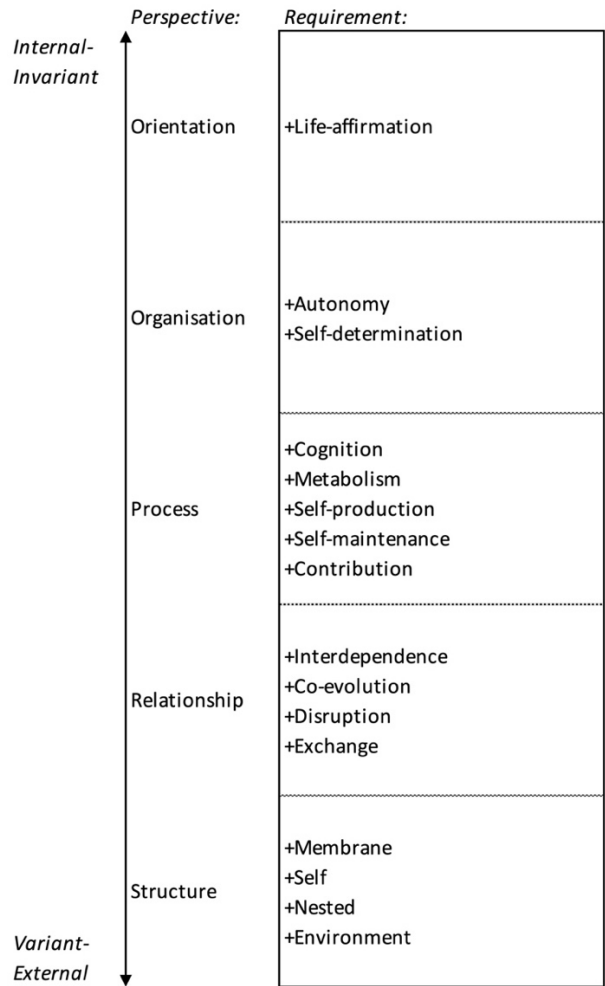 Perspective: Requirement:
Internal-
Invariant
Orientation +Life-affirmation
+Autonomy
Organisation
+Self-determination
+Cognition
+Metabolism
Process +Self-production
+Self-maintenance
+Contribution
+Interdependence
+Co-evolution
Relationship
+Disruption
+Exchange
+Membrane
+Self
Structure
+Nested
+Environment
Variant-
External